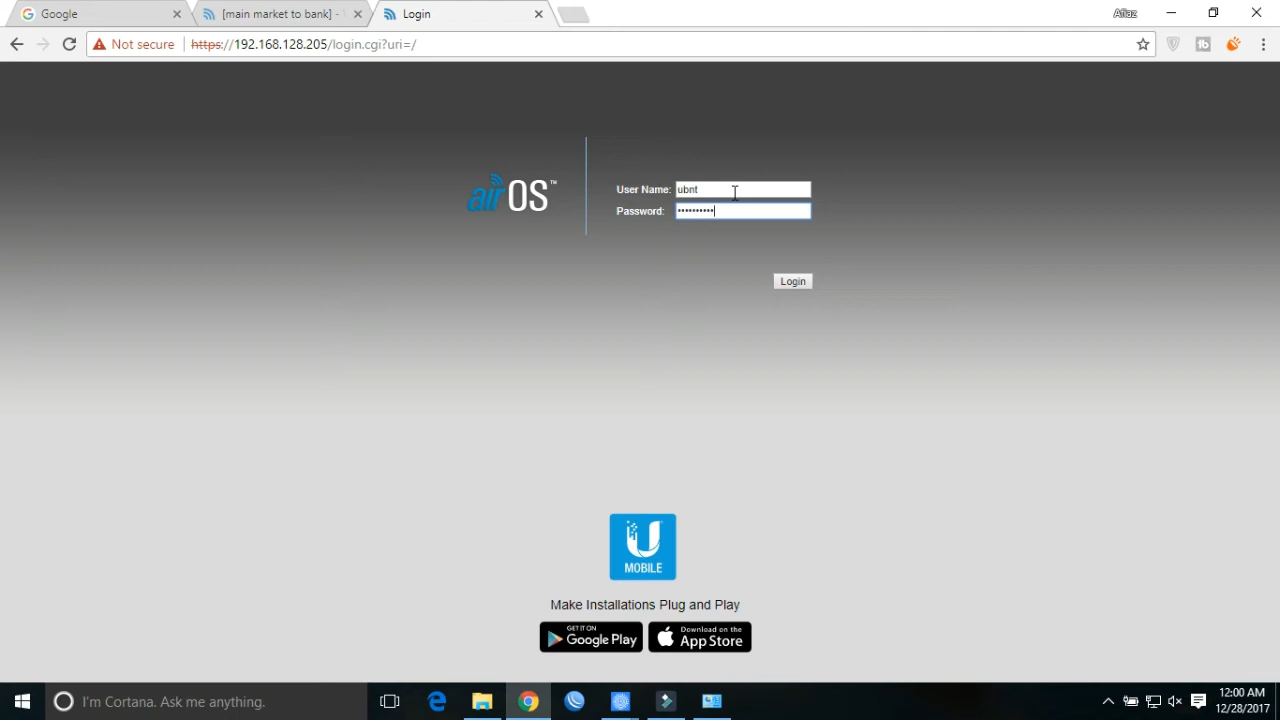 Google
[main market to bank] -
Login
Afiaz
Not secure
https://192.168.128.205/login.cgi?uri=/
airOS™
User Name: ubnt
Password: ••••••••••
Login
U
MOBILE
Make Installations Plug and Play
GET IT ON
Google Play
Download on the
App Store
I'm Cortana. Ask me anything.
12:00 AM
12/28/2017